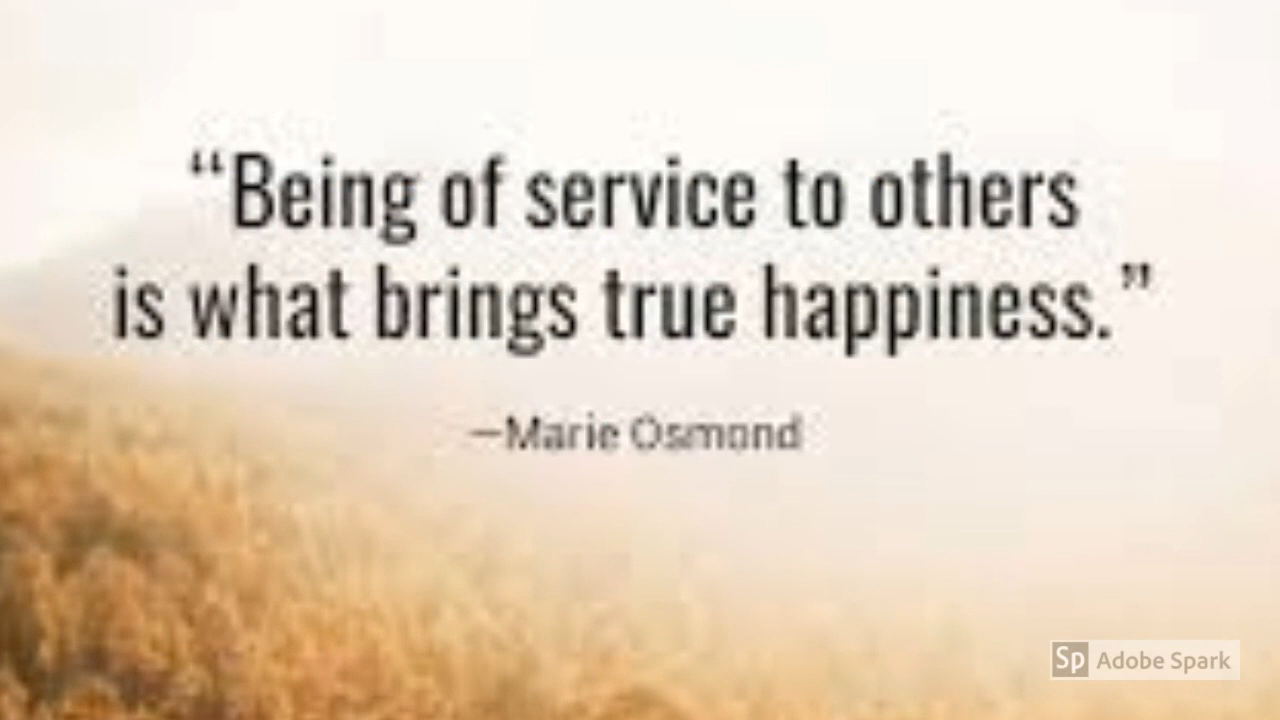 “Being of service to others
is what brings true happiness.”
—Marie Osmond
Sp Adobe Spark